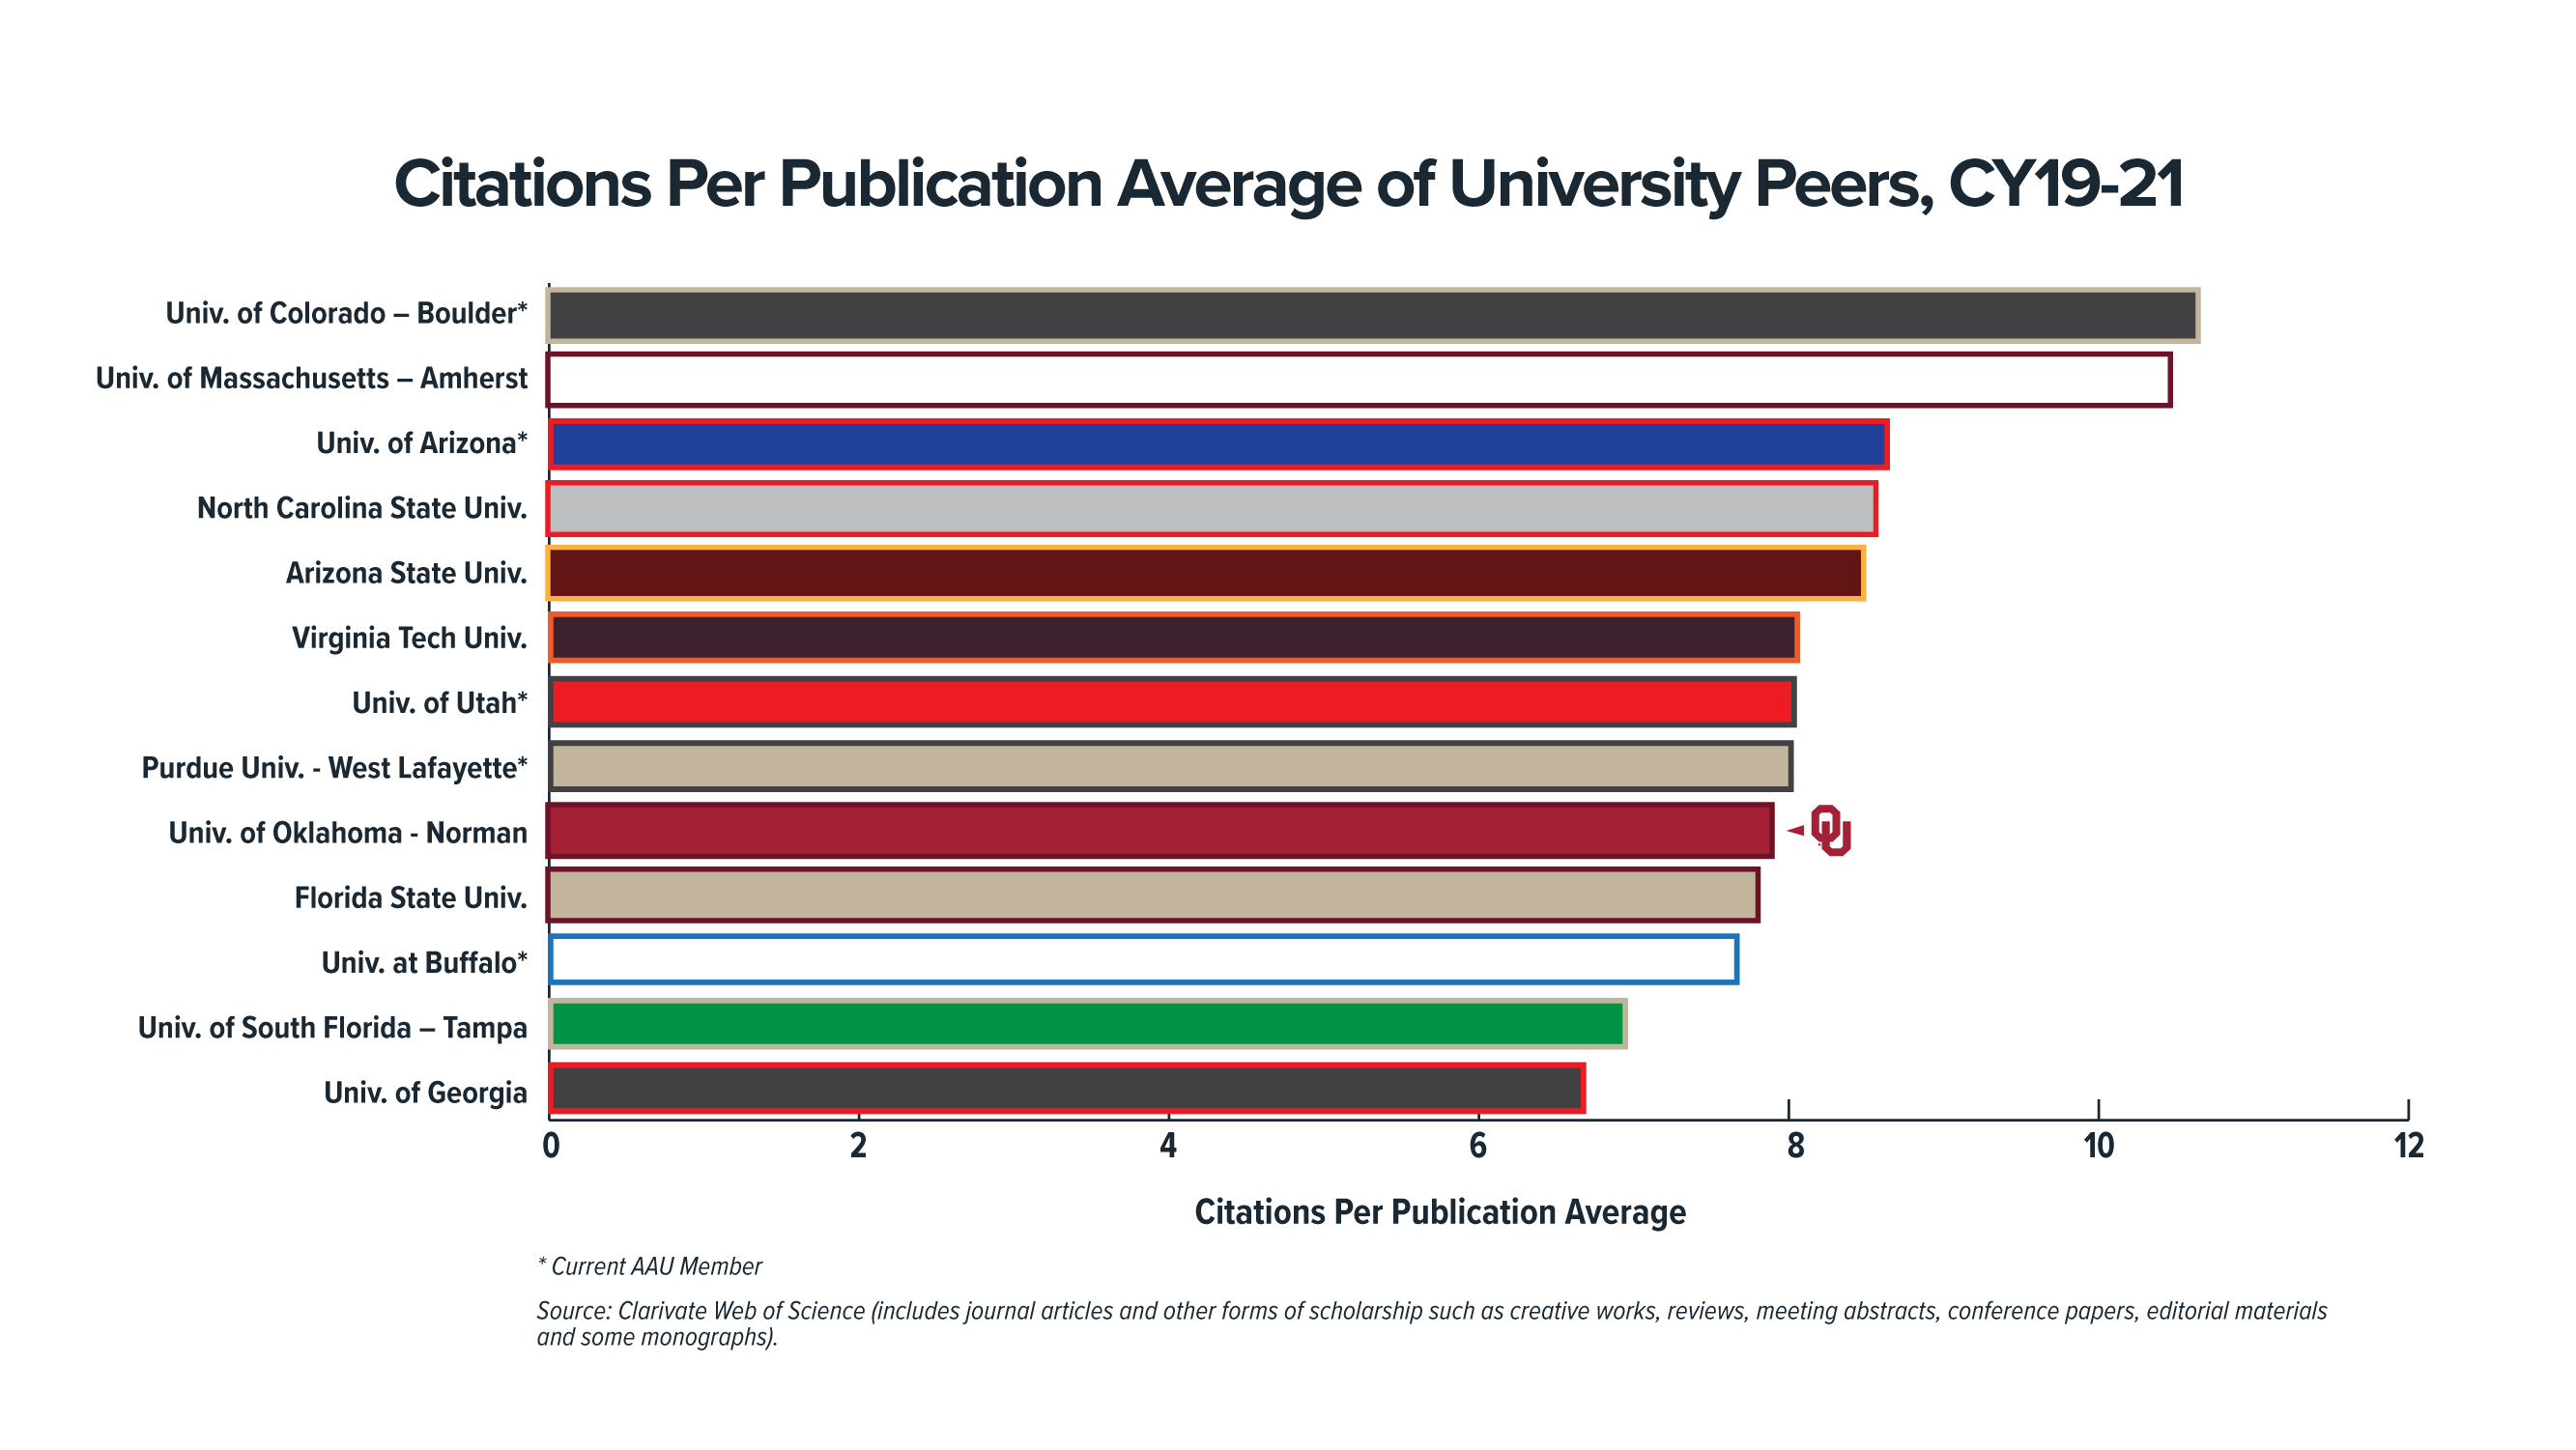 Citations Per Publication Average of University Peers, CY19-21
Univ. of Colorado – Boulder*
Univ. of Massachusetts – Amherst
Univ. of Arizona*
North Carolina State Univ.
Arizona State Univ.
Virginia Tech Univ.
Univ. of Utah*
Purdue Univ. - West Lafayette*
Univ. of Oklahoma - Norman
OU
Florida State Univ.
Univ. at Buffalo*
Univ. of South Florida – Tampa
Univ. of Georgia
0 2 4 6 8 10 12
Citations Per Publication Average
* Current AAU Member
Source: Clarivate Web of Science (includes journal articles and other forms of scholarship such as creative works, reviews, meeting abstracts, conference papers, editorial materials
and some monographs).